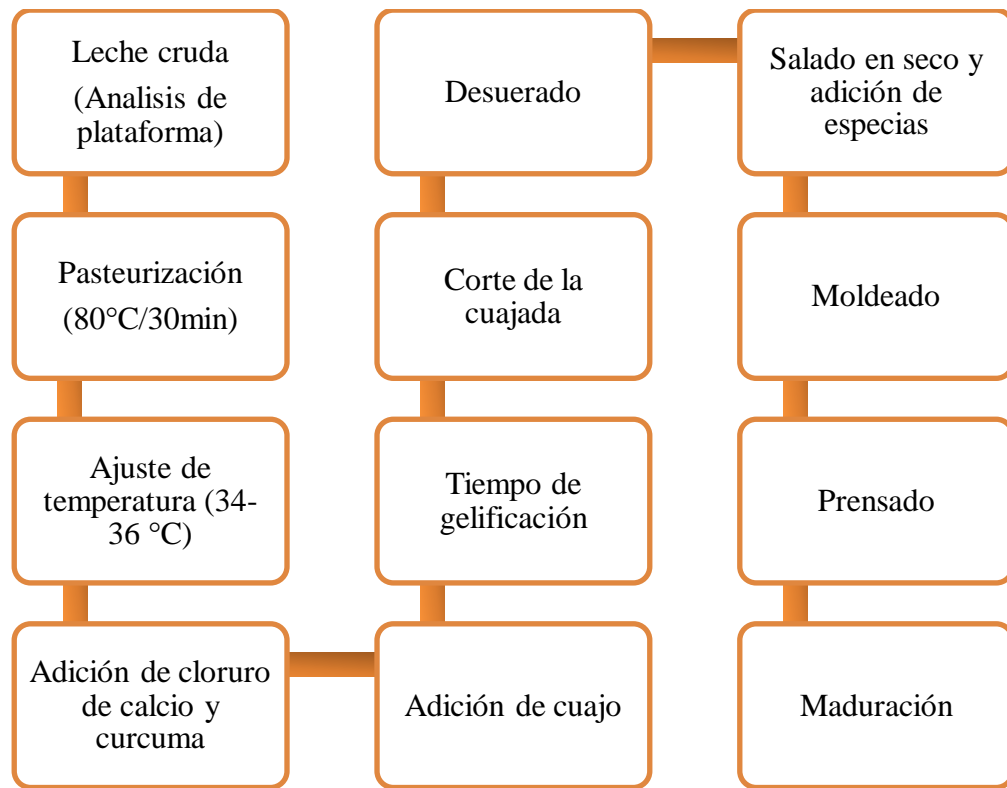 Leche cruda
(Analisis de
plataforma)
Pasteurización
(80°C/30min)
Ajuste de
temperatura (34-
36 °C)
Adición de cloruro
de calcio y
curcuma
Adición de cuajo
Tiempo de
gelificación
Corte de la
cuajada
Desuerado
Salado en seco y
adición de
especias
Moldeado
Prensado
Maduración